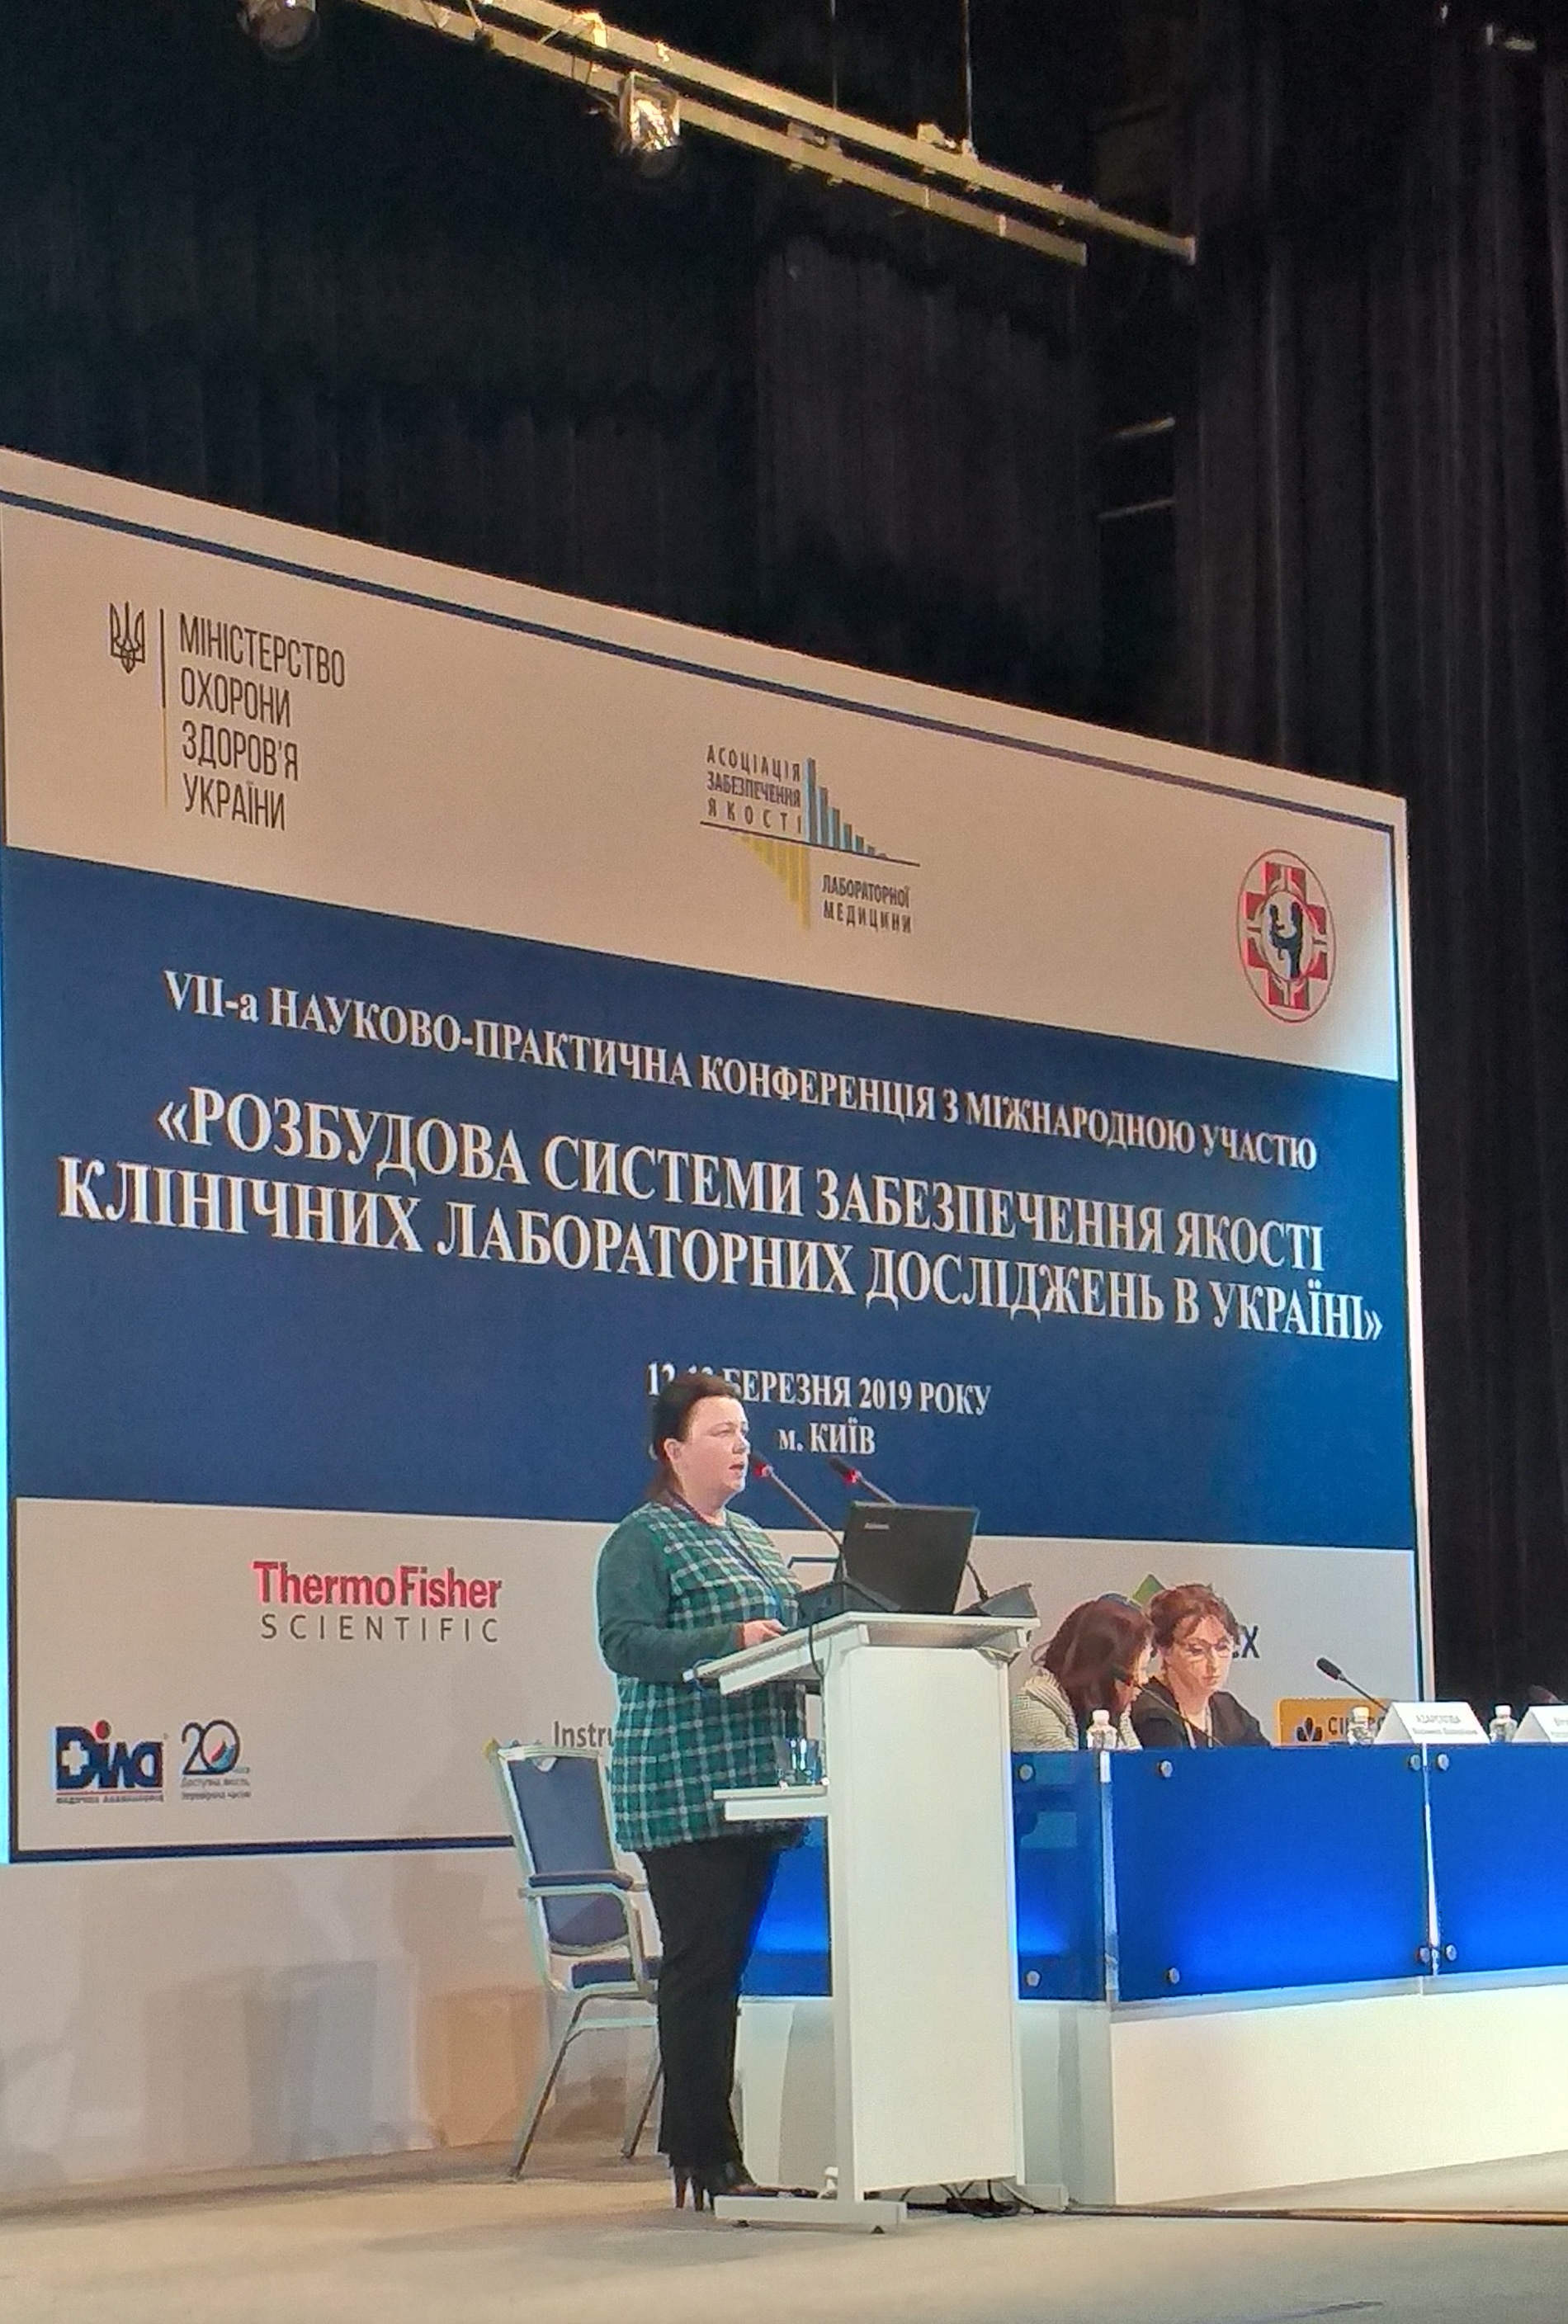 МІНІСТЕРСТВО
ОХОРОНИ
ЗДОРОВ'Я
УКРАЇНИ
АСОЦІАЦІЯ
ЗАБЕЗПЕЧЕННЯ
ЯКОСТІ
ЛАБОРАТОРНОЇ
МЕДИЦИНИ
VII-а НАУКОВО-ПРАКТИЧНА КОНФЕРЕНЦІЯ З МІЖНАРОДНОЮ УЧАСТЮ
«РОЗБУДОВА СИСТЕМИ ЗАБЕЗПЕЧЕННЯ ЯКОСТІ
КЛІНІЧНИХ ЛАБОРАТОРНИХ ДОСЛІДЖЕНЬ В УКРАЇНІ»
БЕРЕЗНЯ 2019 РОКУ
м. КИЇВ
ThermoFisher
SCIENTIFIC
Діла
20
Instru